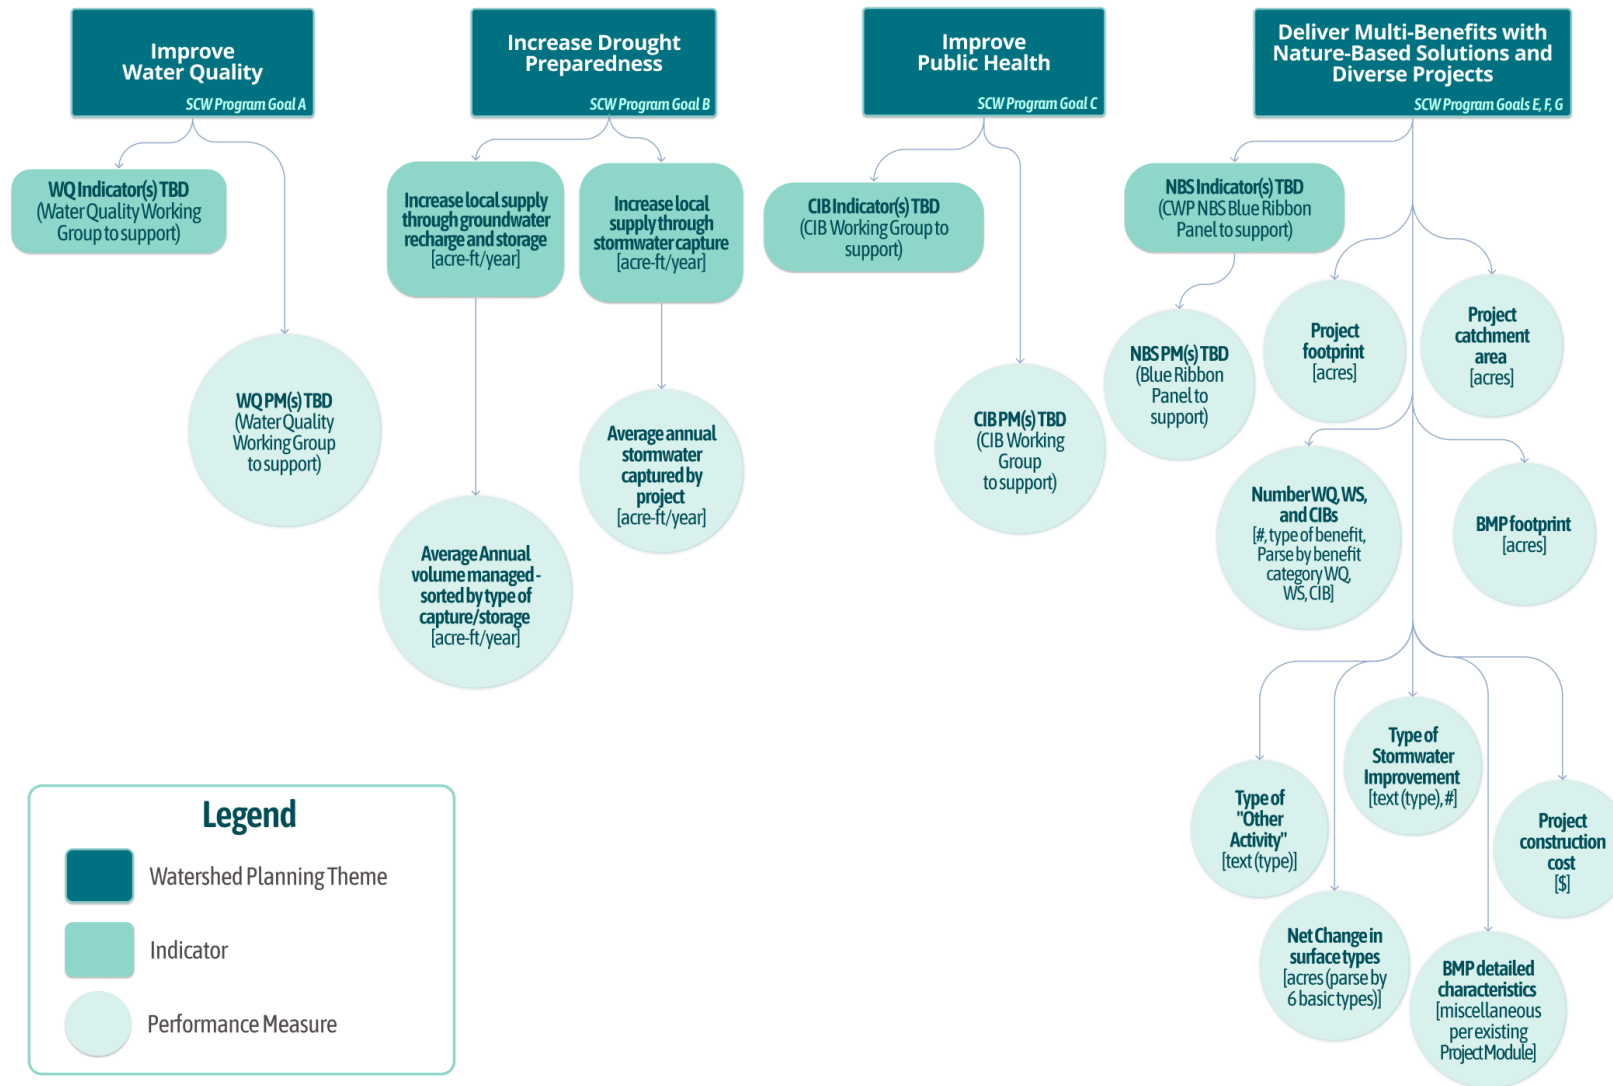 Improve
Water Quality
SCW Program Goal A
Increase Drought
Preparedness
SCW Program Goal B
Improve
Public Health
SCW Program Goal C
Deliver Multi-Benefits with
Nature-Based Solutions and
Diverse Projects
SCW Program Goals E, F, G
WQ Indicator(s) TBD
(Water Quality Working
Group to support)
Increase local supply
through groundwater
recharge and storage
[acre-ft/year]
Increase local
supply through
stormwater capture
[acre-ft/year]
CIB Indicator(s) TBD
(CIB Working Group to
support)
NBS Indicator(s) TBD
(CWP NBS Blue Ribbon
Panel to support)
WQ PM(s) TBD
(Water Quality
Working Group
to support)
Average Annual
volume managed -
sorted by type of
capture/storage
[acre-ft/year]
Average annual
stormwater
captured by
project
[acre-ft/year]
CIB PM(s) TBD
(CIB Working
Group
to support)
NBS PM(s) TBD
(Blue Ribbon
Panel to
support)
Project
footprint
[acres]
Project
catchment
area
[acres]
Number WQ, WS,
and CIBs
[#, type of benefit,
Parse by benefit
category WQ,
WS, CIB]
BMP footprint
[acres]
Type of
"Other
Activity"
[text (type)]
Net Change in
surface types
[acres (parse by
6 basic types)]
Type of
Stormwater
Improvement
[text (type), #]
BMP detailed
characteristics
[miscellaneous
per existing
Project Module]
Project
construction
cost
[$]
Legend
Watershed Planning Theme
Indicator
Performance Measure